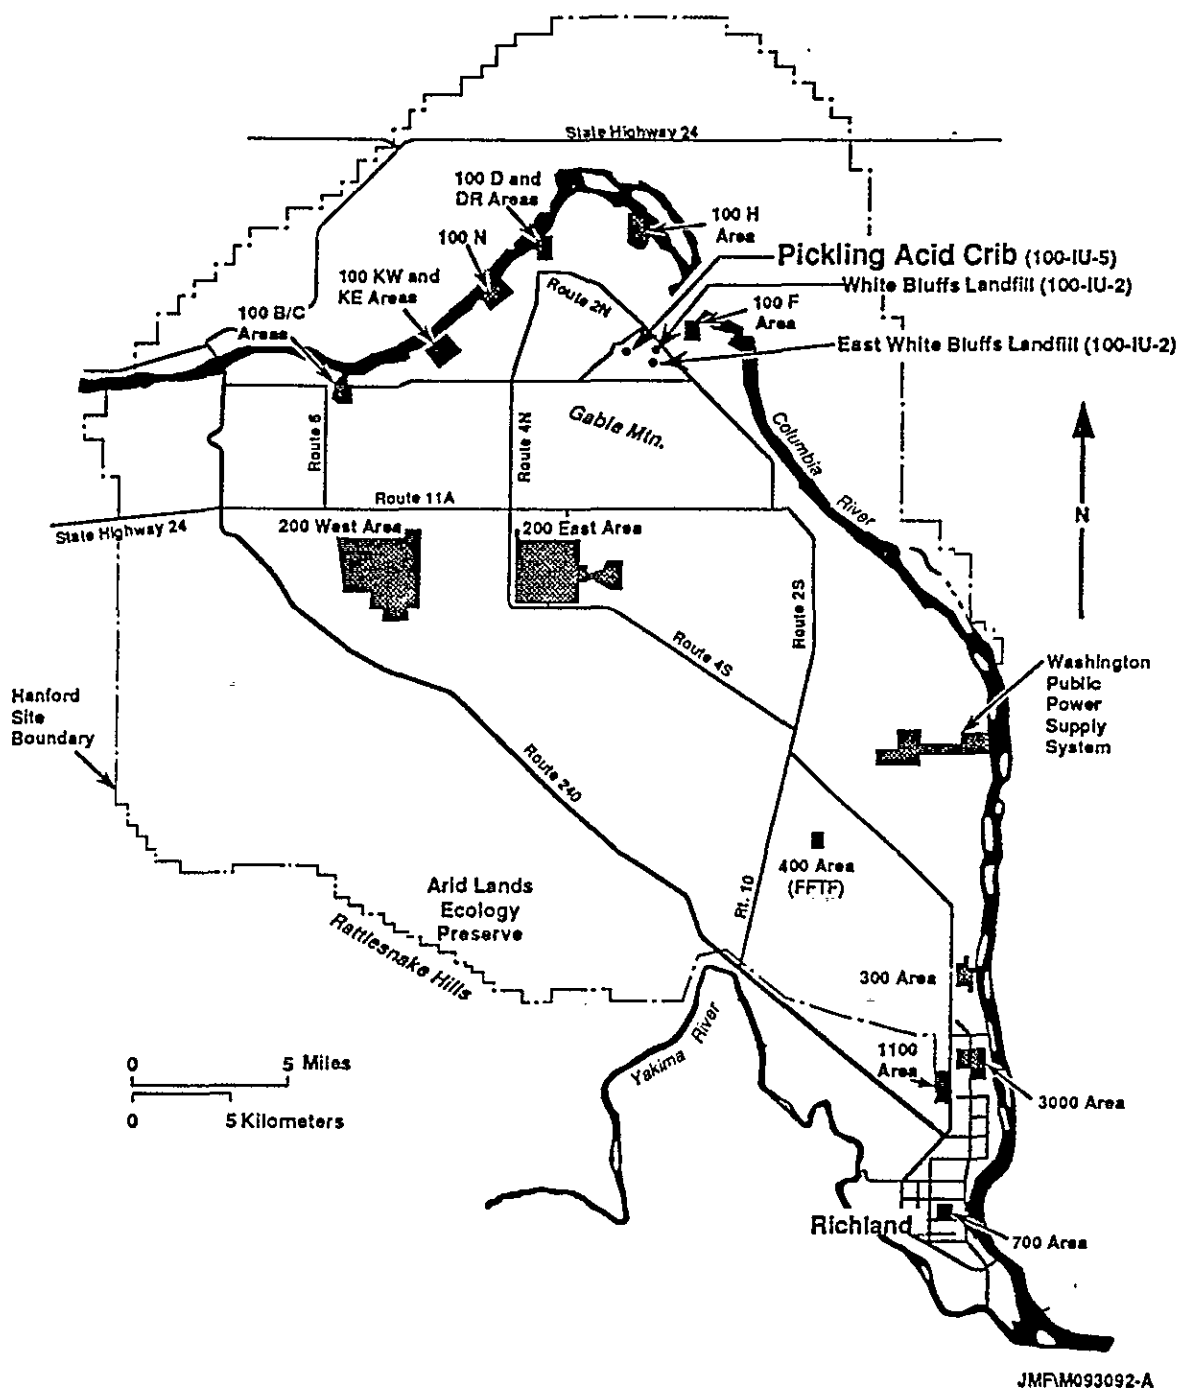 State Highway 24
100 D and
DR Areas
100 H
Area
100 N
Pickling Acid Crib (100-IU-5)
100 KW and
KE Areas
Route 2N
White Bluffs Landfill (100-IU-2)
100 F
Area
100 B/C
Areas
East White Bluffs Landfill (100-IU-2)
Gable Mtn.
Columbia
River
Route 6
Route 4N
Route 11A
N
State Highway 24
200 West Area
200 East Area
Route 2S
Route 4S
Washington
Public
Power
Supply
System
Hanford
Site
Boundary
Route 240
400 Area
(FFTF)
Rt. 10
Arid Lands
Ecology
Preserve
Rattlesnake Hills
300 Area
Yakima
River
1100
Area
0 5 Miles
0 5 Kilometers
3000 Area
Richland
700 Area
JMF\M093092-A